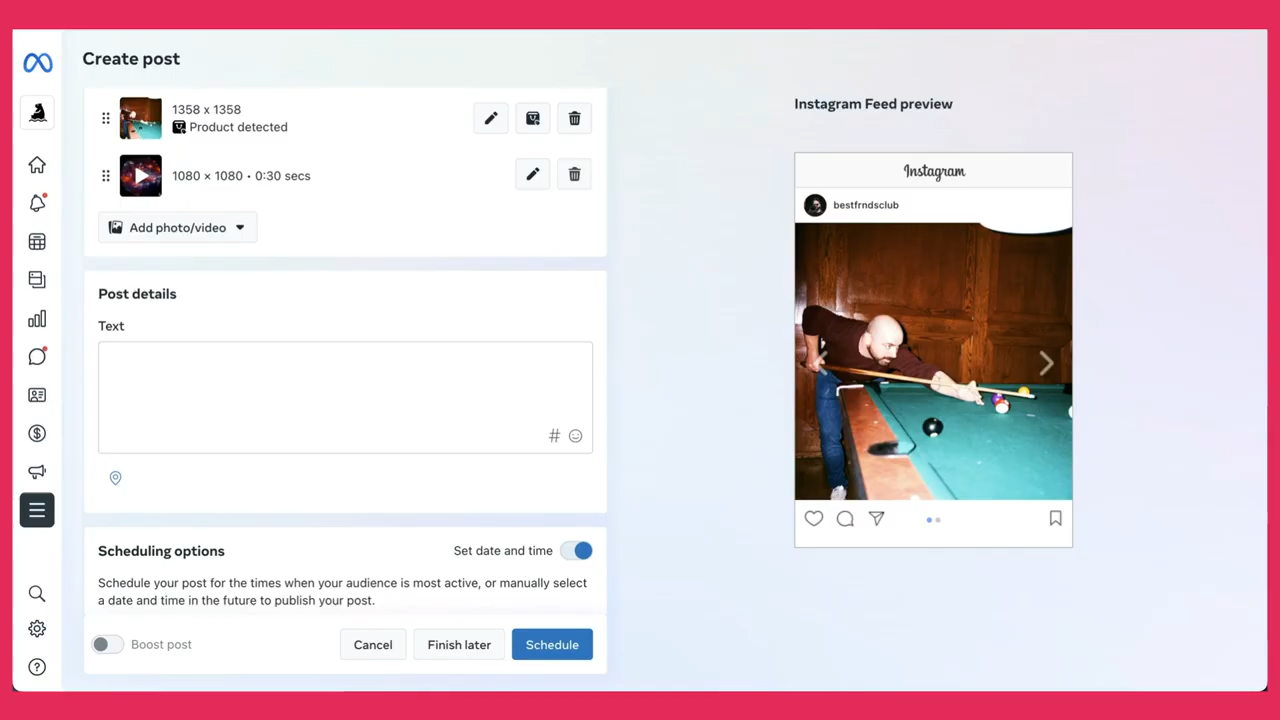 Create post
1358 x 1358
Product detected
1080 × 1080 • 0:30 secs
Add photo/video
Post details
Text
#
Scheduling options
Set date and time
Schedule your post for the times when your audience is most active, or manually select
a date and time in the future to publish your post.
Boost post
Cancel
Finish later
Schedule
Instagram Feed preview
Instagram
bestfrndsclub